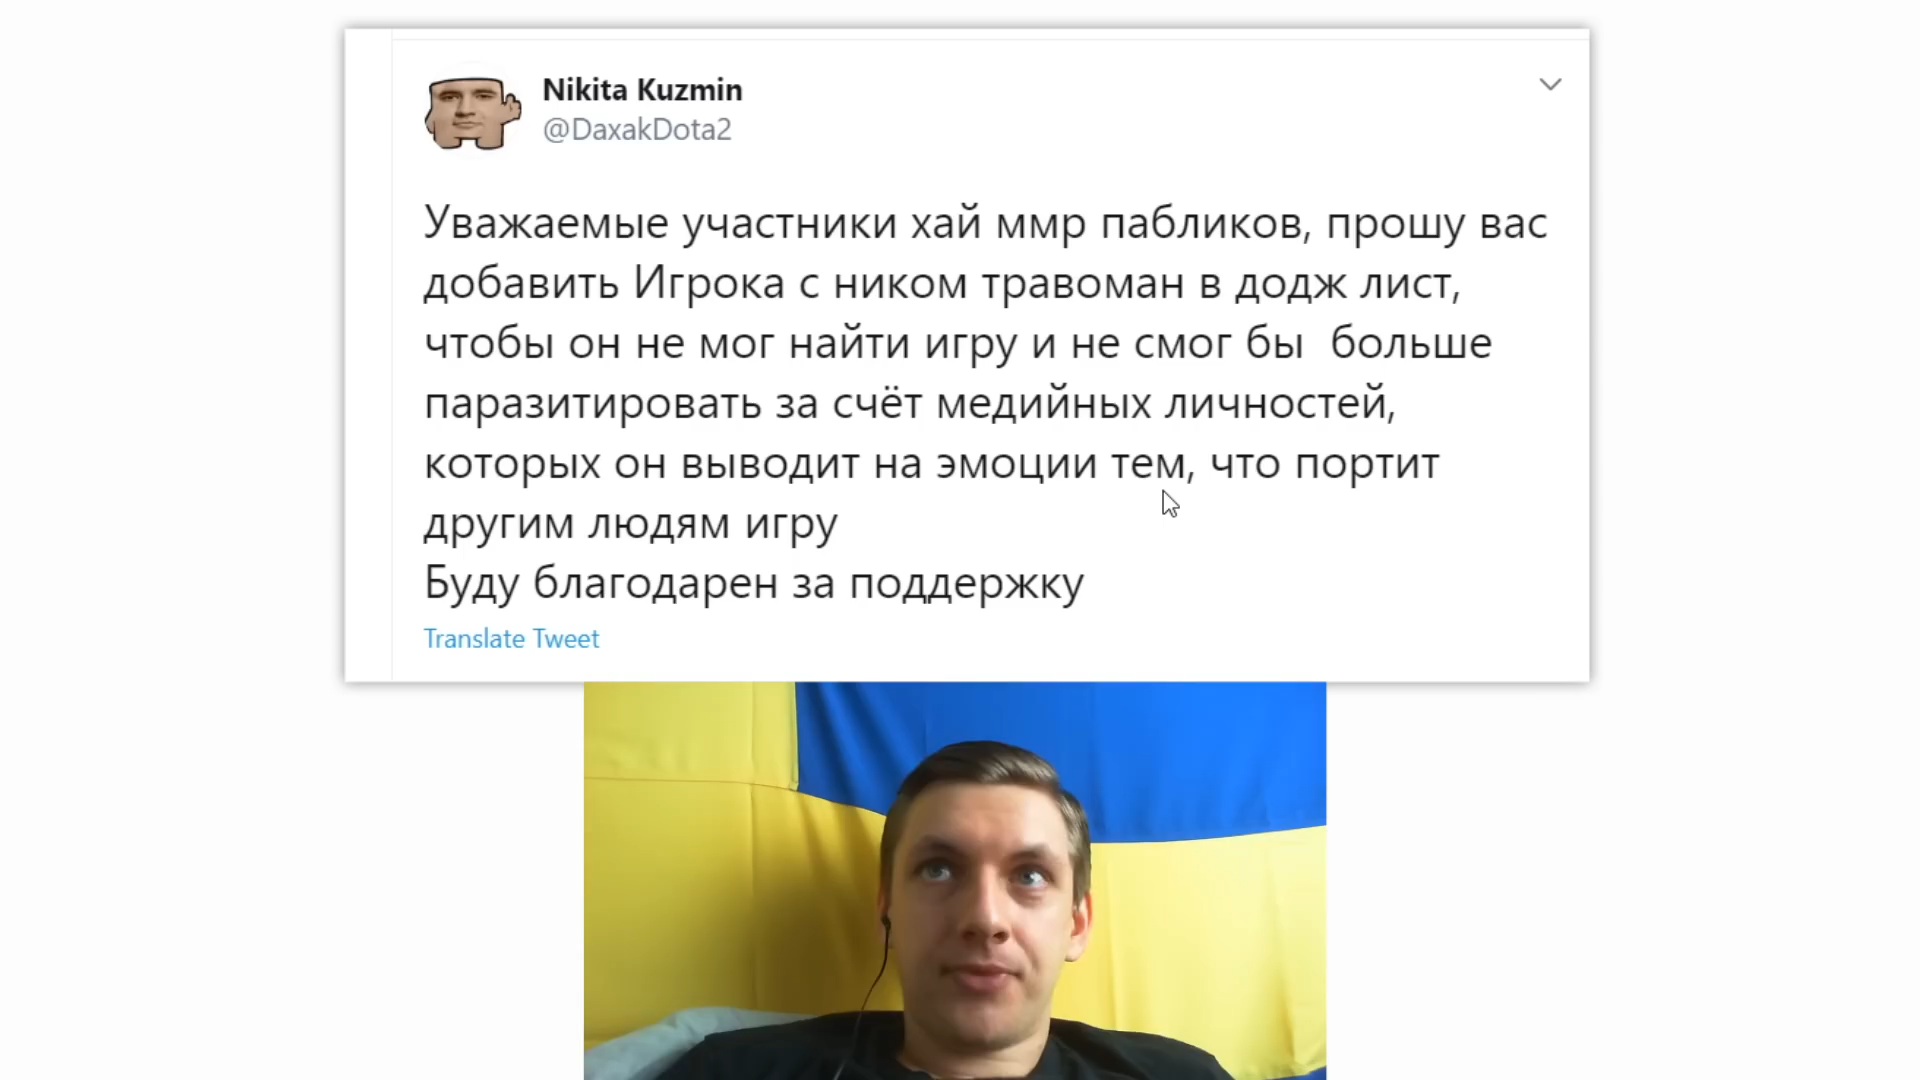 Nikita Kuzmin
@DaxakDota2
Уважаемые участники хай ммр пабликов, прошу вас
добавить Игрока с ником травоман в додж лист,
чтобы он не мог найти игру и не смог бы  больше
паразитировать за счёт медийных личностей,
которых он выводит на эмоции тем, что портит
другим людям игру
Буду благодарен за поддержку
Translate Tweet